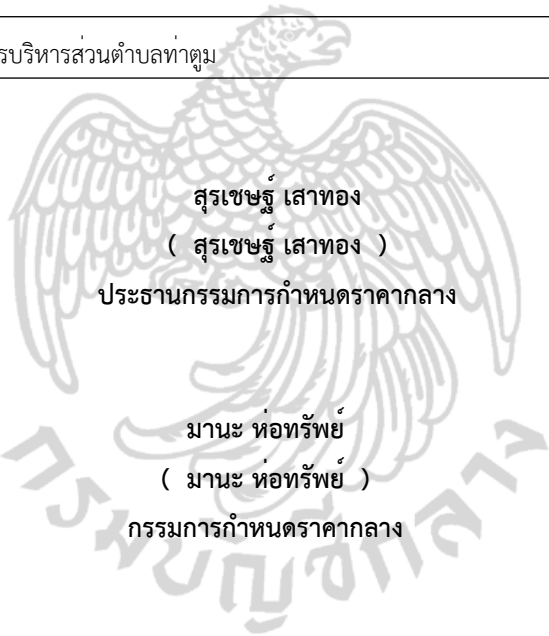 รบริหารส่วนตำบลท่าตูม
สุรเชษฐ์ เสาทอง
( สุรเชษฐ์ เสาทอง )
ประธานกรรมการกำหนดราคากลาง
มานะ ห่อทรัพย์
( มานะ ห่อทรัพย์ )
กรรมการกำหนดราคากลาง
กรมบัญชีกลาง